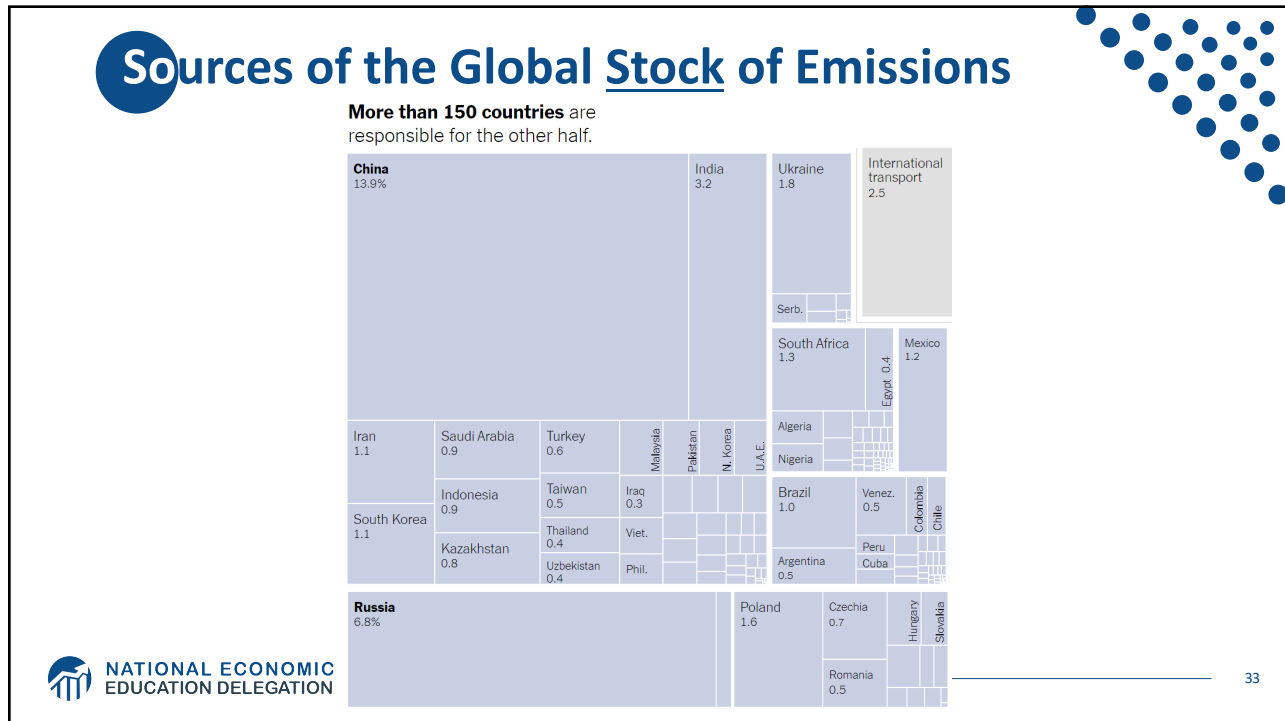 Sources of the Global Stock of Emissions
More than 150 countries are
responsible for the other half.
China
13.9%
India
3.2
Ukraine
1.8
Serb.
International
transport
2.5
South Africa
1.3
Egypt 0.4
Mexico
1.2
Algeria
Nigeria
Iran
1.1
South Korea
1.1
Saudi Arabia
0.9
Indonesia
0.9
Kazakhstan
0.8
Turkey
0.6
Taiwan
0.5
Thailand
0.4
Uzbekistan
0.4
Malaysia
Pakistan
N. Korea
U.A.E.
Iraq
0.3
Viet.
Phil.
Brazil
1.0
Argentina
0.5
Venez.
0.5
Colombia
Chile
Peru
Cuba
Russia
6.8%
Poland
1.6
Czechia
0.7
Romania
0.5
Hungary
Slovakia
NATIONAL ECONOMIC
EDUCATION DELEGATION
33